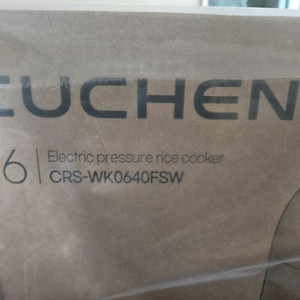 CUCHEN
6 | Electric pressure rice cooker
CRS-WK0640FSW